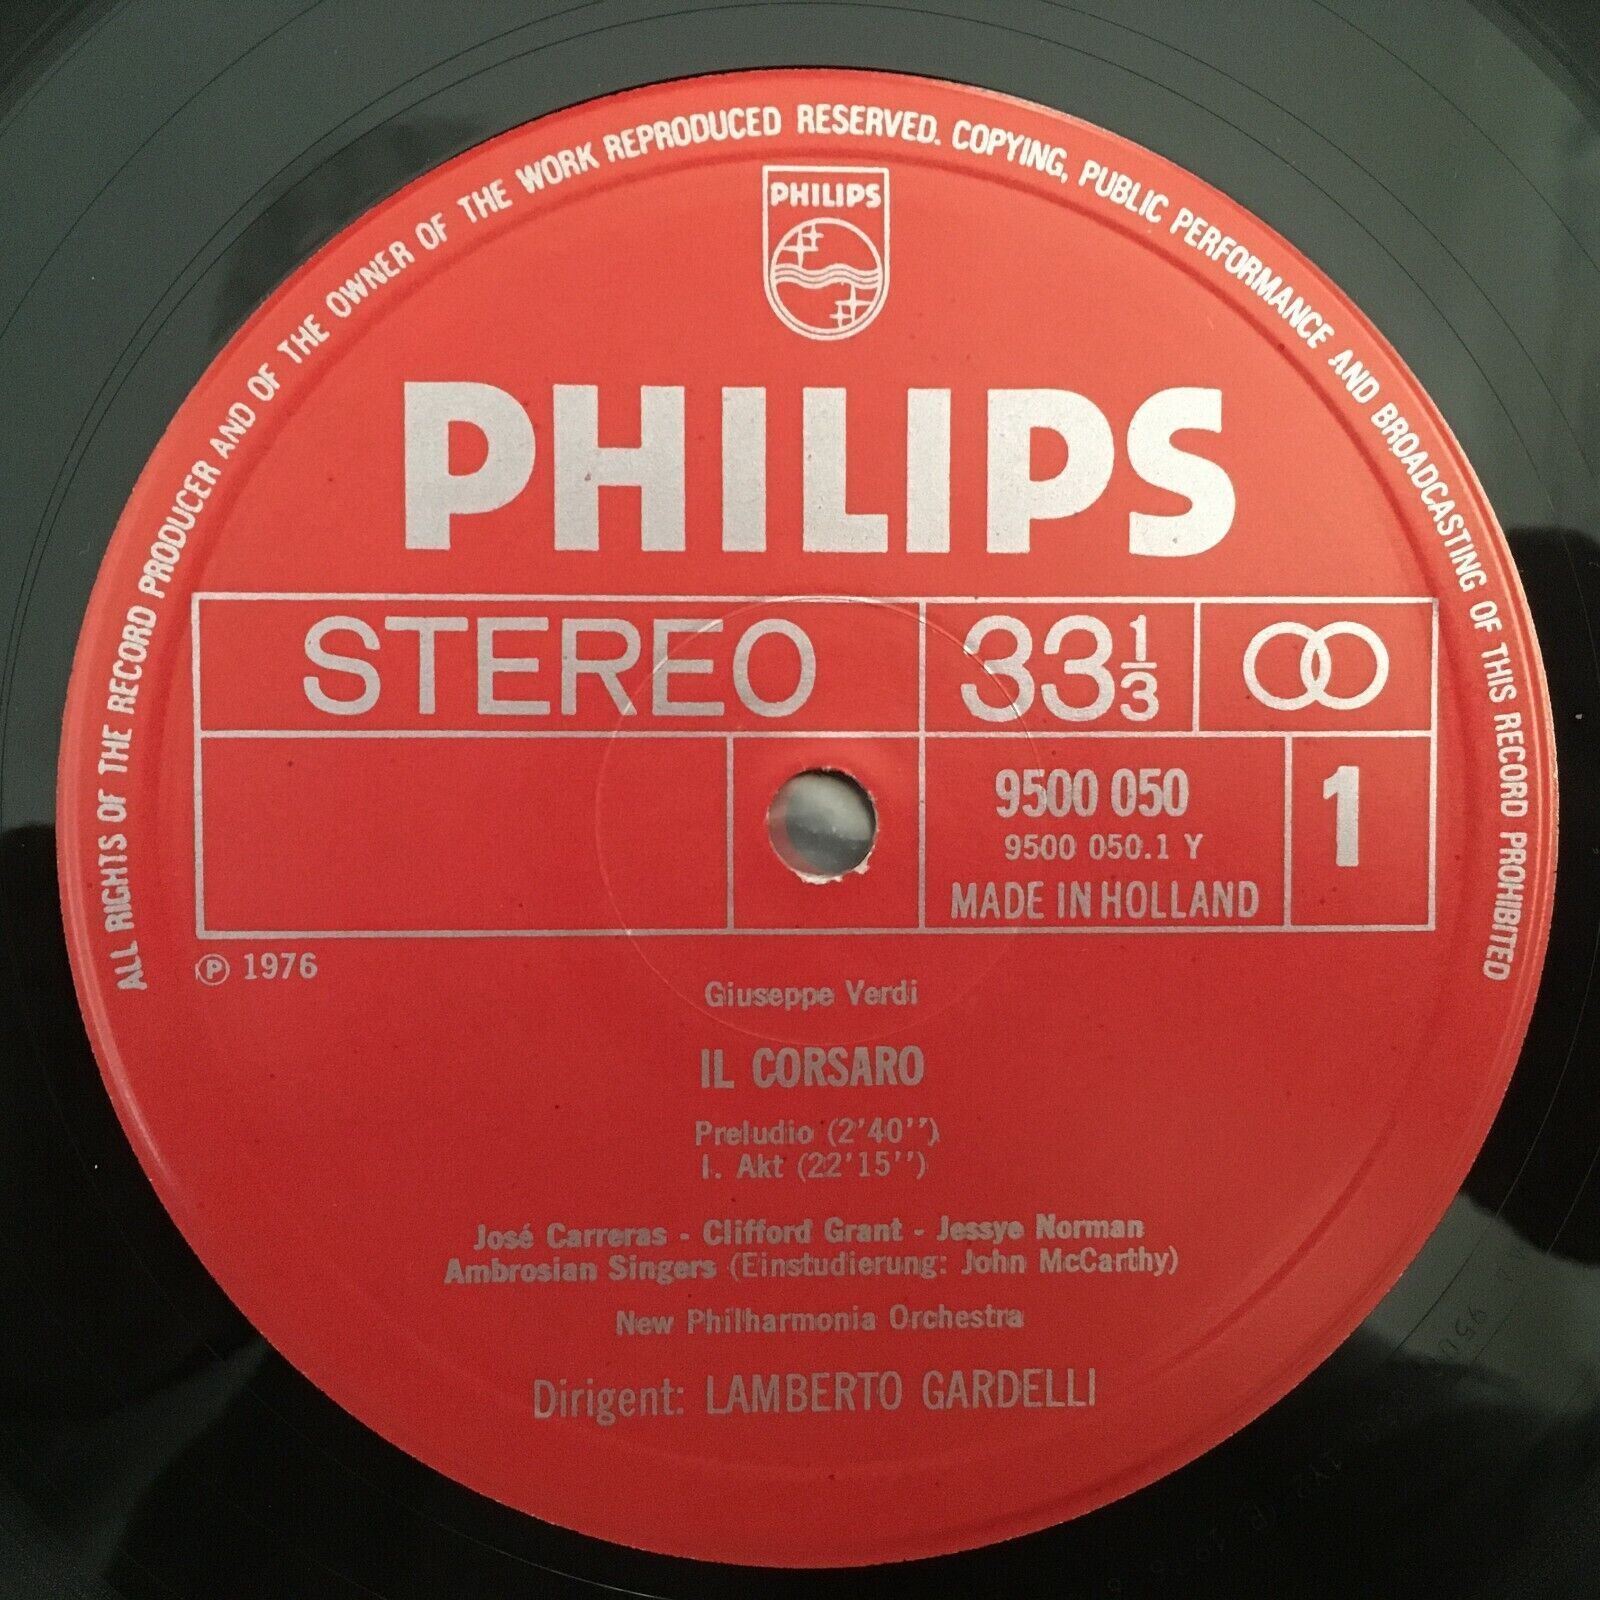 ALL RIGHTS OF THE RECORD PRODUCER AND OF THE OWNER OF THE WORK REPRODUCED RESERVED. COPYING, PUBLIC PERFORMANCE AND BROADCASTING OF THIS RECORD PROHIBITED
PHILIPS
PHILIPS
STEREO 33 1/3
9500 050 1
9500 050.1 Y
MADE IN HOLLAND
℗ 1976
Giuseppe Verdi
IL CORSARO
Preludio (2'40'')
I. Akt (22'15'')
José Carreras - Clifford Grant - Jessye Norman
Ambrosian Singers (Einstudierung: John McCarthy)
New Philharmonia Orchestra
Dirigent: LAMBERTO GARDELLI